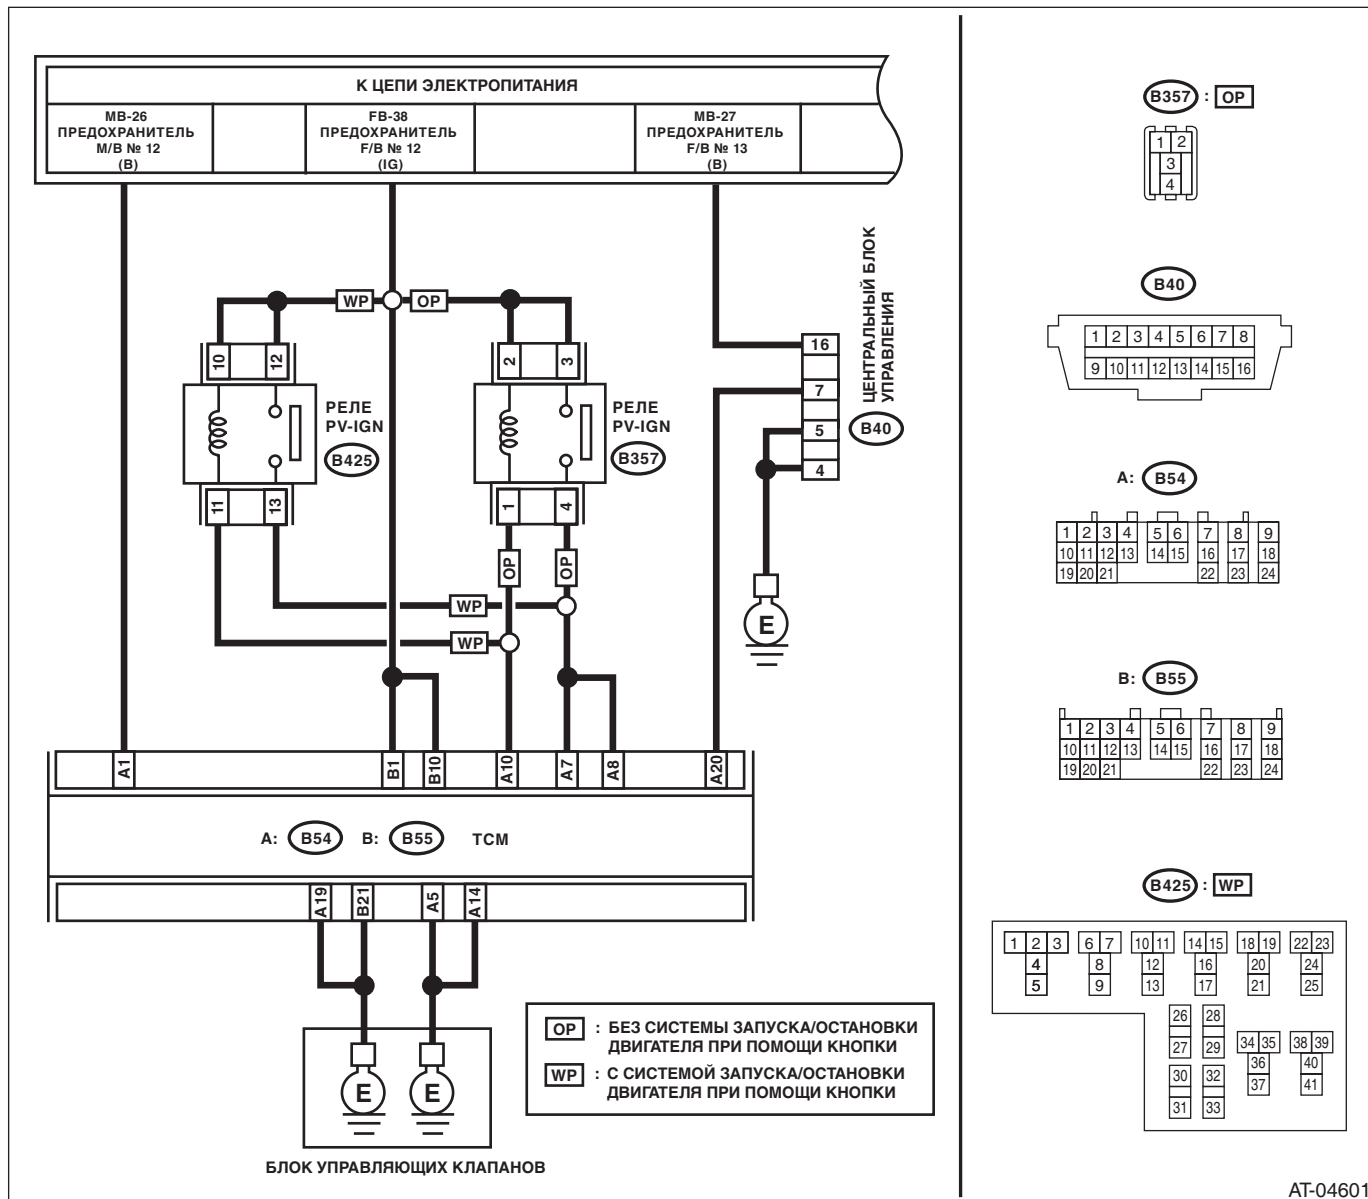 К ЦЕПИ ЭЛЕКТРОПИТАНИЯ
MB-26
ПРЕДОХРАНИТЕЛЬ
M/B № 12
(B)
FB-38
ПРЕДОХРАНИТЕЛЬ
F/B № 12
(IG)
MB-27
ПРЕДОХРАНИТЕЛЬ
F/B № 13
(B)
WP
OP
10
12
2
3
РЕЛЕ
PV-IGN
B425
РЕЛЕ
PV-IGN
B357
11
13
1
4
ЦЕНТРАЛЬНЫЙ БЛОК
УПРАВЛЕНИЯ
B40
16
7
5
4
OP
OP
WP
WP
E
A1
B1
B10
A10
A7
A8
A20
A: B54 B: B55 TCM
A19
B21
A5
A14
E
E
БЛОК УПРАВЛЯЮЩИХ КЛАПАНОВ
OP : БЕЗ СИСТЕМЫ ЗАПУСКА/ОСТАНОВКИ
ДВИГАТЕЛЯ ПРИ ПОМОЩИ КНОПКИ
WP : С СИСТЕМОЙ ЗАПУСКА/ОСТАНОВКИ
ДВИГАТЕЛЯ ПРИ ПОМОЩИ КНОПКИ
B357 : OP
1 2
3
4
B40
1 2 3 4 5 6 7 8
9 10 11 12 13 14 15 16
A: B54
1 2 3 4 5 6 7 8 9
10 11 12 13 14 15 16 17 18
19 20 21 22 23 24
B: B55
1 2 3 4 5 6 7 8 9
10 11 12 13 14 15 16 17 18
19 20 21 22 23 24
B425 : WP
1 2 3 6 7 10 11 14 15 18 19 22 23
4 8 12 16 20 24
5 9 13 17 21 25
26 28
27 29 34 35 38 39
30 32 36 40
37 41
31 33
AT-04601